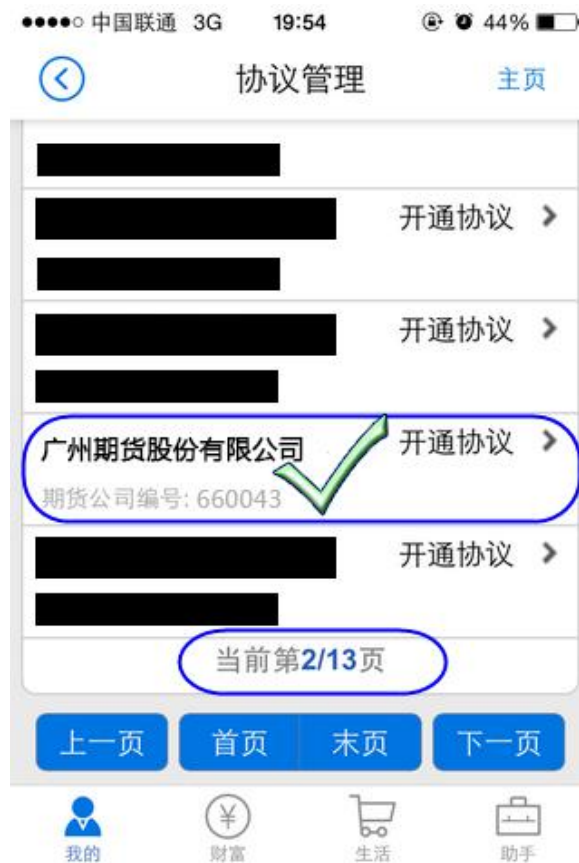 中国联通 3G 19:54 44%
协议管理 主页
开通协议
开通协议
广州期货股份有限公司 开通协议
期货公司编号: 660043
开通协议
当前第2/13页
上一页 首页 末页 下一页
我的 财富 生活 助手